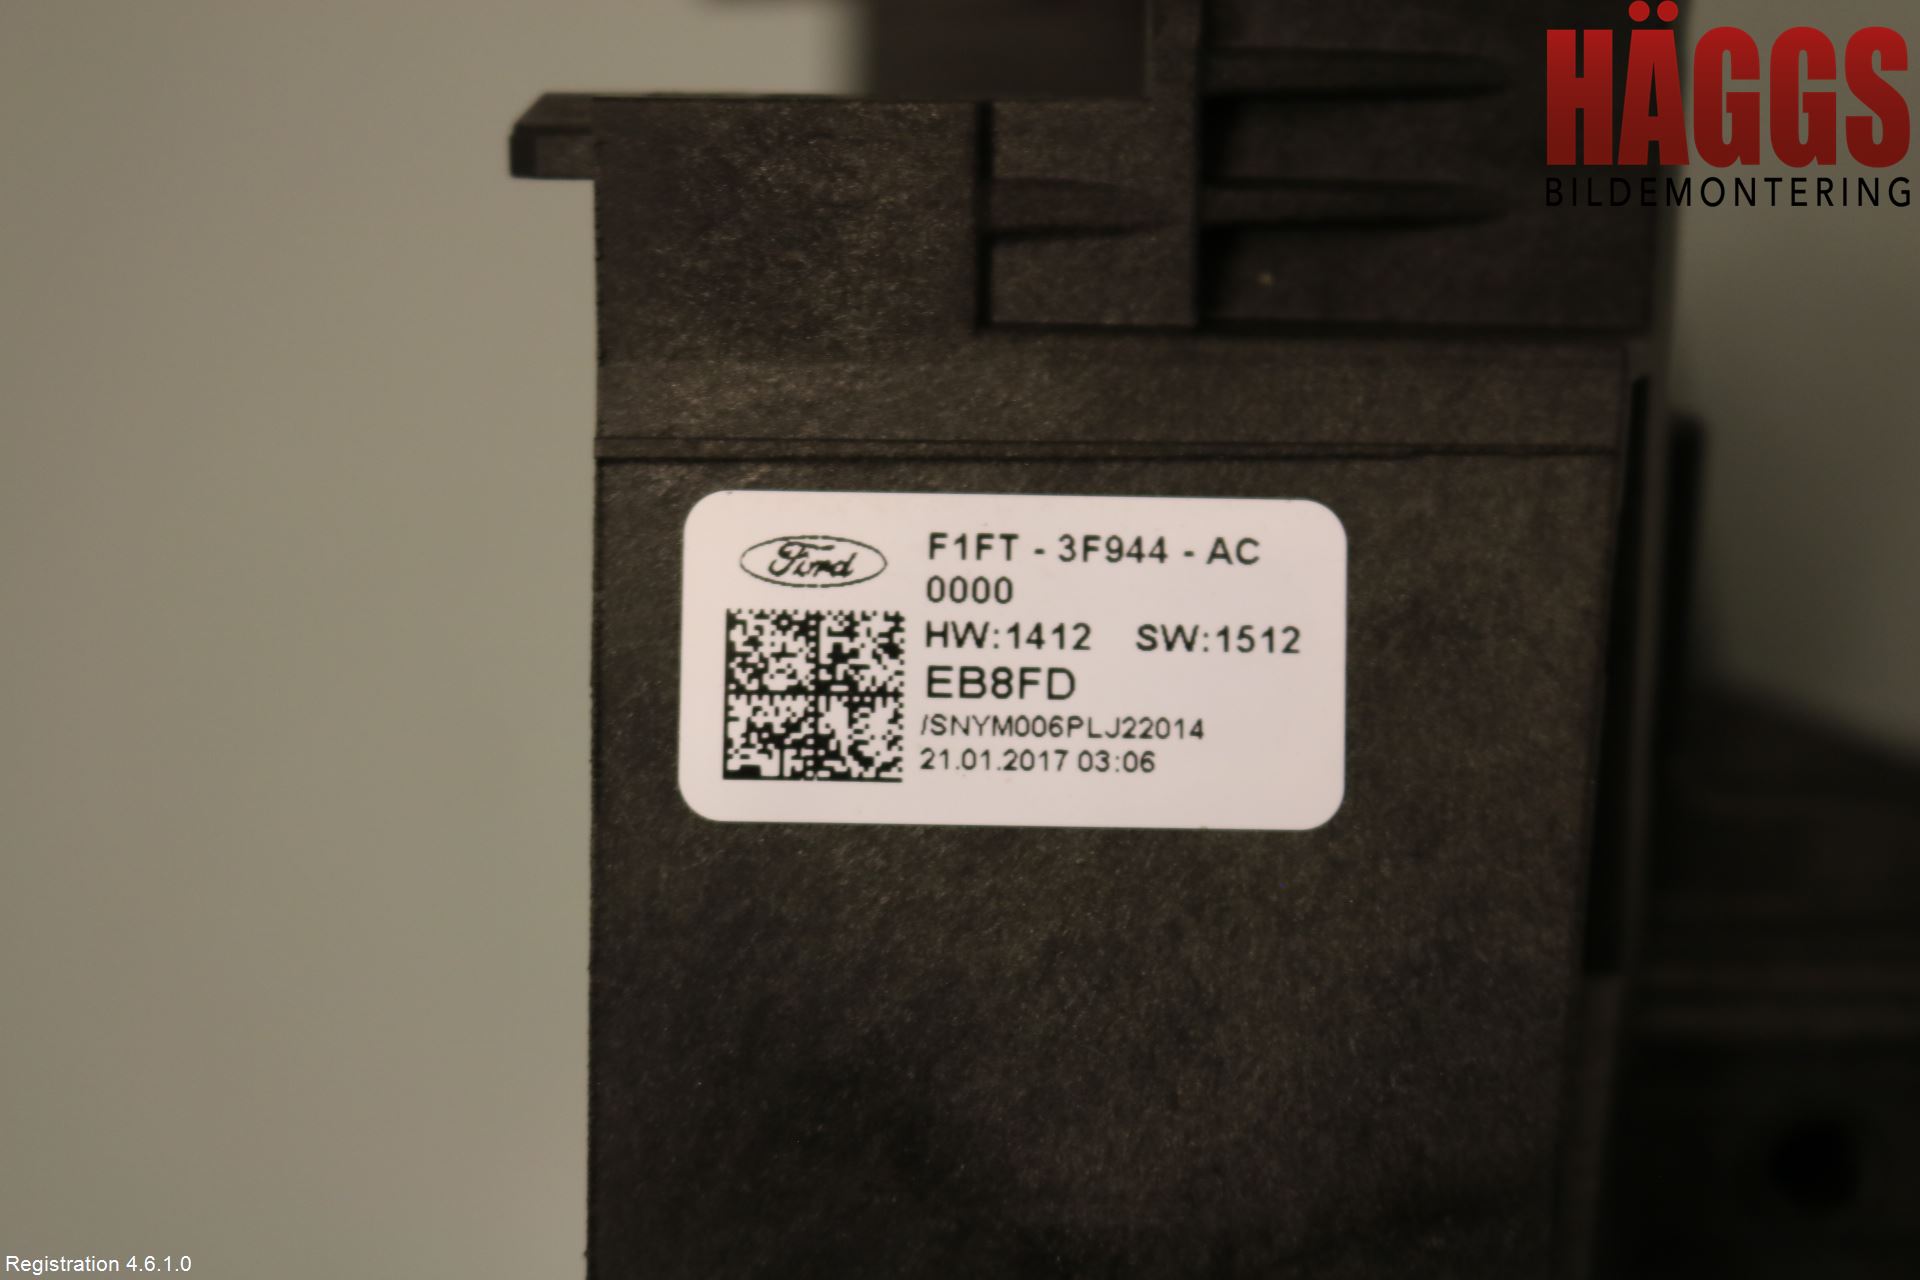 HÄGGS
BILDEMONTERING
Ford
F1FT - 3F944 - AC
0000
HW:1412 SW:1512
EB8FD
/SNYM006PLJ22014
21.01.2017 03:06
Registration 4.6.1.0